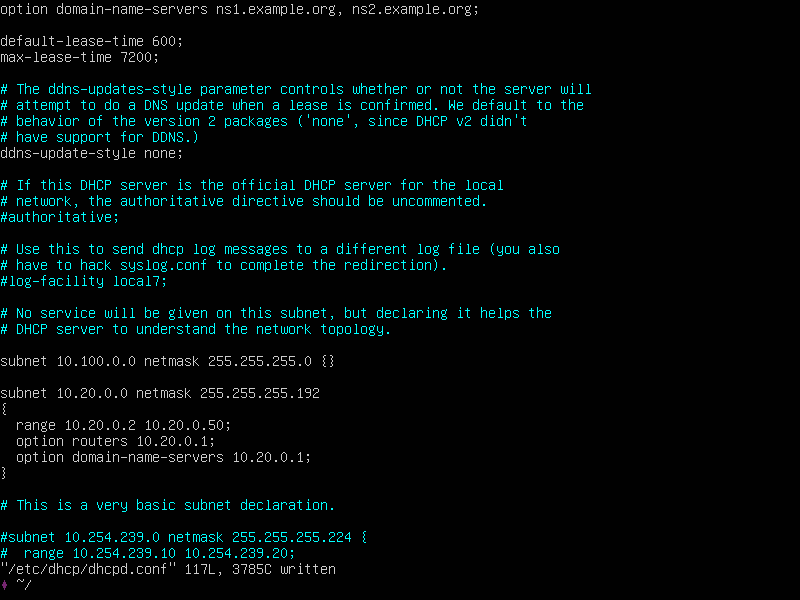 option domain-name-servers ns1.example.org, ns2.example.org;
default-lease-time 600;
max-lease-time 7200;
# The ddns-updates-style parameter controls whether or not the server will
# attempt to do a DNS update when a lease is confirmed. We default to the
# behavior of the version 2 packages ('none', since DHCP v2 didn't
# have support for DDNS.)
ddns-update-style none;
# If this DHCP server is the official DHCP server for the local
# network, the authoritative directive should be uncommented.
#authoritative;
# Use this to send dhcp log messages to a different log file (you also
# have to hack syslog.conf to complete the redirection).
#log-facility local7;
# No service will be given on this subnet, but declaring it helps the
# DHCP server to understand the network topology.
subnet 10.100.0.0 netmask 255.255.255.0 {}
subnet 10.20.0.0 netmask 255.255.255.192
{
  range 10.20.0.2 10.20.0.50;
  option routers 10.20.0.1;
  option domain-name-servers 10.20.0.1;
}
# This is a very basic subnet declaration.
#subnet 10.254.239.0 netmask 255.255.255.224 {
#  range 10.254.239.10 10.254.239.20;
"/etc/dhcp/dhcpd.conf" 117L, 3785C written
♦ ~/